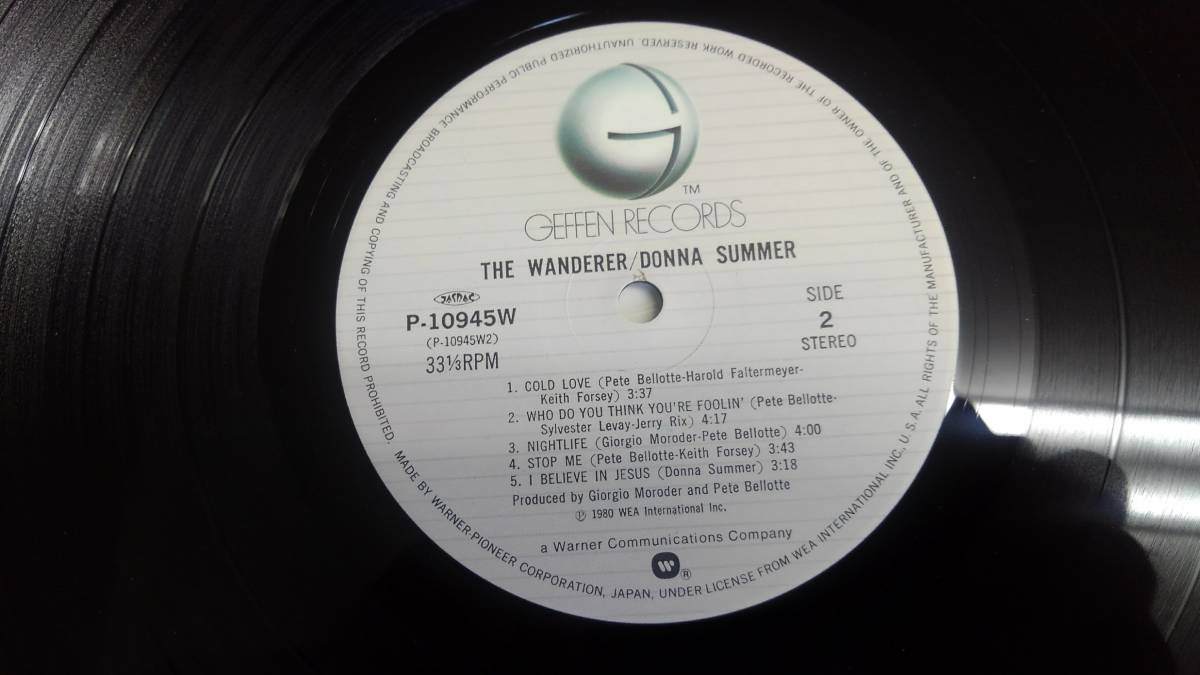 TM
GEFFEN RECORDS
THE WANDERER/DONNA SUMMER
JASRAC
P-10945W
(P-10945W2)
33⅓RPM
SIDE
2
STEREO
1. COLD LOVE (Pete Bellotte-Harold Faltermeyer-
Keith Forsey) 3:37
2. WHO DO YOU THINK YOU'RE FOOLIN' (Pete Bellotte-
Sylvester Levay-Jerry Rix) 4:17
3. NIGHTLIFE (Giorgio Moroder-Pete Bellotte) 4:00
4. STOP ME (Pete Bellotte-Keith Forsey) 3:43
5. I BELIEVE IN JESUS (Donna Summer) 3:18
Produced by Giorgio Moroder and Pete Bellotte
Ⓟ 1980 WEA International Inc.
a Warner Communications Company
®
MADE BY WARNER-PIONEER CORPORATION, JAPAN, UNDER LICENSE FROM WEA INTERNATIONAL INC., U.S.A. ALL RIGHTS OF THE MANUFACTURER AND OF THE OWNER OF THE RECORDED WORK RESERVED UNAUTHORIZED PUBLIC PERFORMANCE BROADCASTING AND COPYING OF THIS RECORD PROHIBITED.